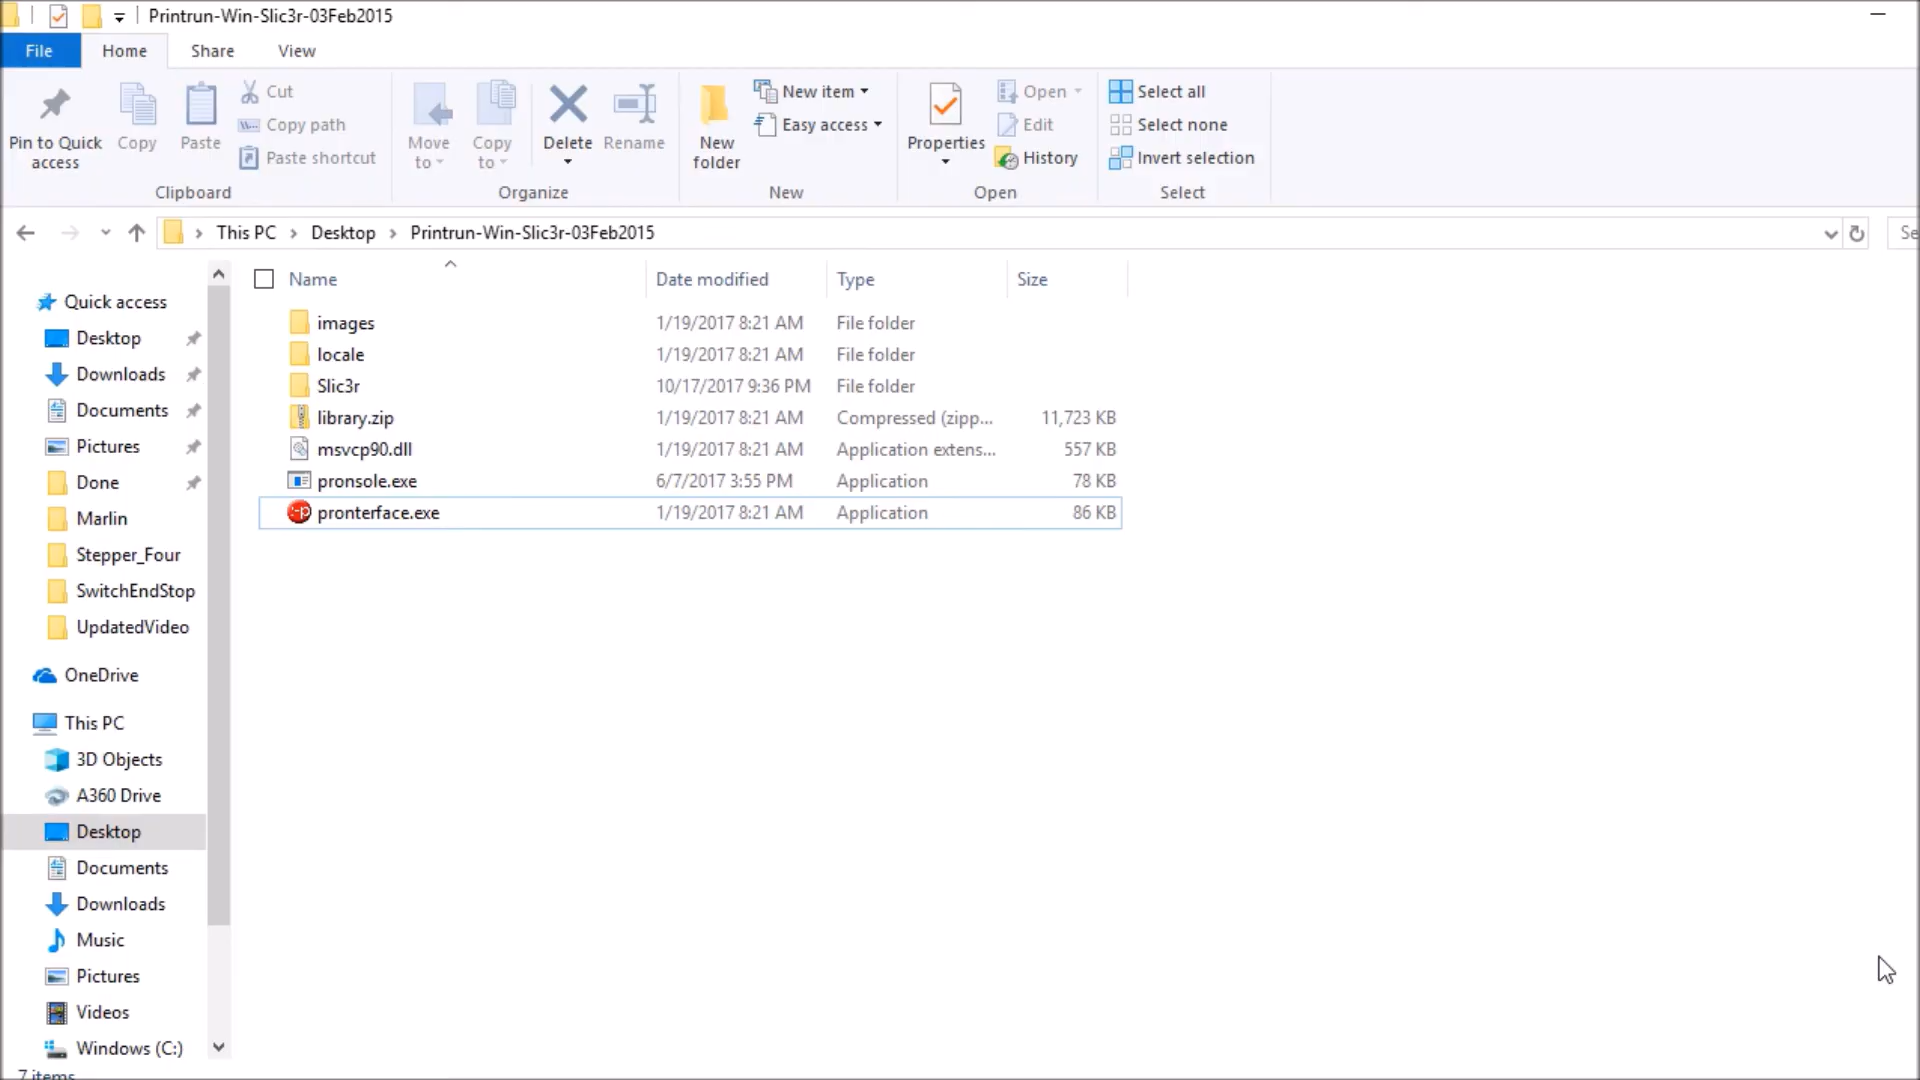 Printrun-Win-Slic3r-03Feb2015
File Home Share View
Pin to Quick access
Copy
Paste
Cut
Copy path
Paste shortcut
Clipboard
Move to
Copy to
Delete
Rename
Organize
New folder
New item
Easy access
New
Properties
Open
Edit
History
Open
Select all
Select none
Invert selection
Select
This PC > Desktop > Printrun-Win-Slic3r-03Feb2015
Name Date modified Type Size
images 1/19/2017 8:21 AM File folder
locale 1/19/2017 8:21 AM File folder
Slic3r 10/17/2017 9:36 PM File folder
library.zip 1/19/2017 8:21 AM Compressed (zipp... 11,723 KB
msvcp90.dll 1/19/2017 8:21 AM Application extens... 557 KB
pronsole.exe 6/7/2017 3:55 PM Application 78 KB
pronterface.exe 1/19/2017 8:21 AM Application 86 KB
Quick access
Desktop
Downloads
Documents
Pictures
Done
Marlin
Stepper_Four
SwitchEndStop
UpdatedVideo
OneDrive
This PC
3D Objects
A360 Drive
Desktop
Documents
Downloads
Music
Pictures
Videos
Windows (C:)
7 items